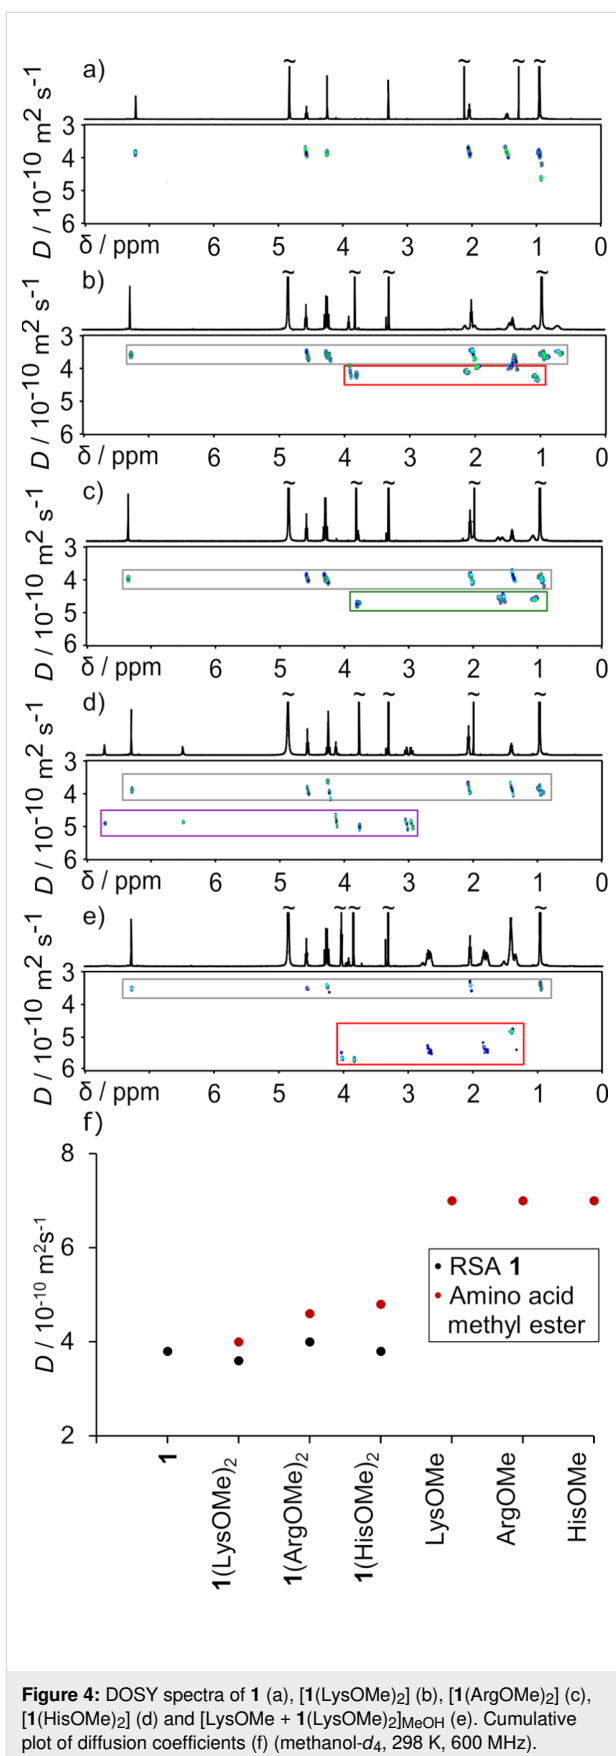 a)
~ ~ ~ ~
D / 10-10 m2 s-1
3
4
5
6
δ / ppm 6 5 4 3 2 1 0
b)
~ ~ ~ ~
D / 10-10 m2 s-1
3
4
5
6
δ / ppm 6 5 4 3 2 1 0
c)
~ ~ ~ ~ ~
D / 10-10 m2 s-1
3
4
5
6
δ / ppm 6 5 4 3 2 1 0
d)
~ ~ ~ ~ ~
D / 10-10 m2 s-1
3
4
5
6
δ / ppm 6 5 4 3 2 1 0
e)
~ ~ ~ ~ ~
D / 10-10 m2 s-1
3
4
5
6
δ / ppm 6 5 4 3 2 1 0
f)
D / 10-10 m2s-1
8
6
4
2
RSA 1
Amino acid
methyl ester
1
1(LysOMe)2
1(ArgOMe)2
1(HisOMe)2
LysOMe
ArgOMe
HisOMe
Figure 4: DOSY spectra of 1 (a), [1(LysOMe)2] (b), [1(ArgOMe)2] (c),
[1(HisOMe)2] (d) and [LysOMe + 1(LysOMe)2]MeOH (e). Cumulative
plot of diffusion coefficients (f) (methanol-d4, 298 K, 600 MHz).